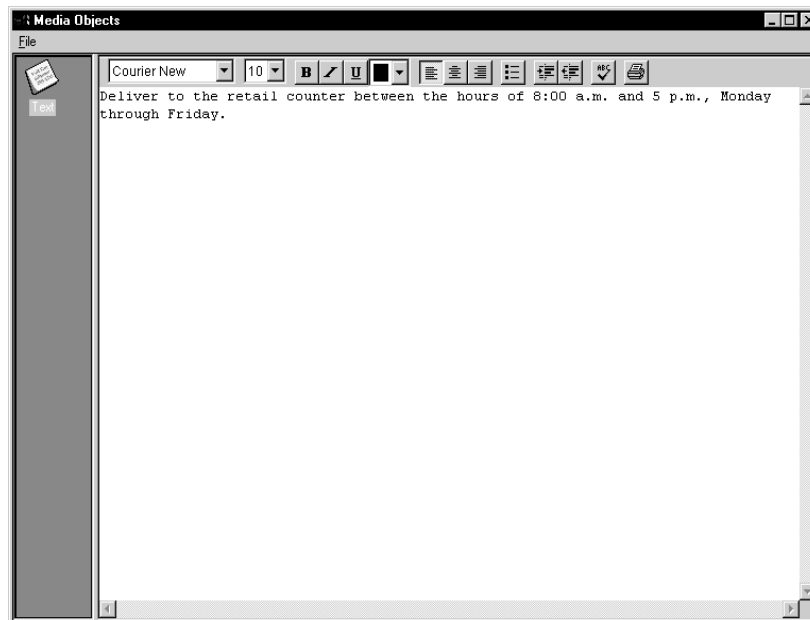 Media Objects
File
Courier New 10 B I U ABC
Text
Deliver to the retail counter between the hours of 8:00 a.m. and 5 p.m., Monday
through Friday.